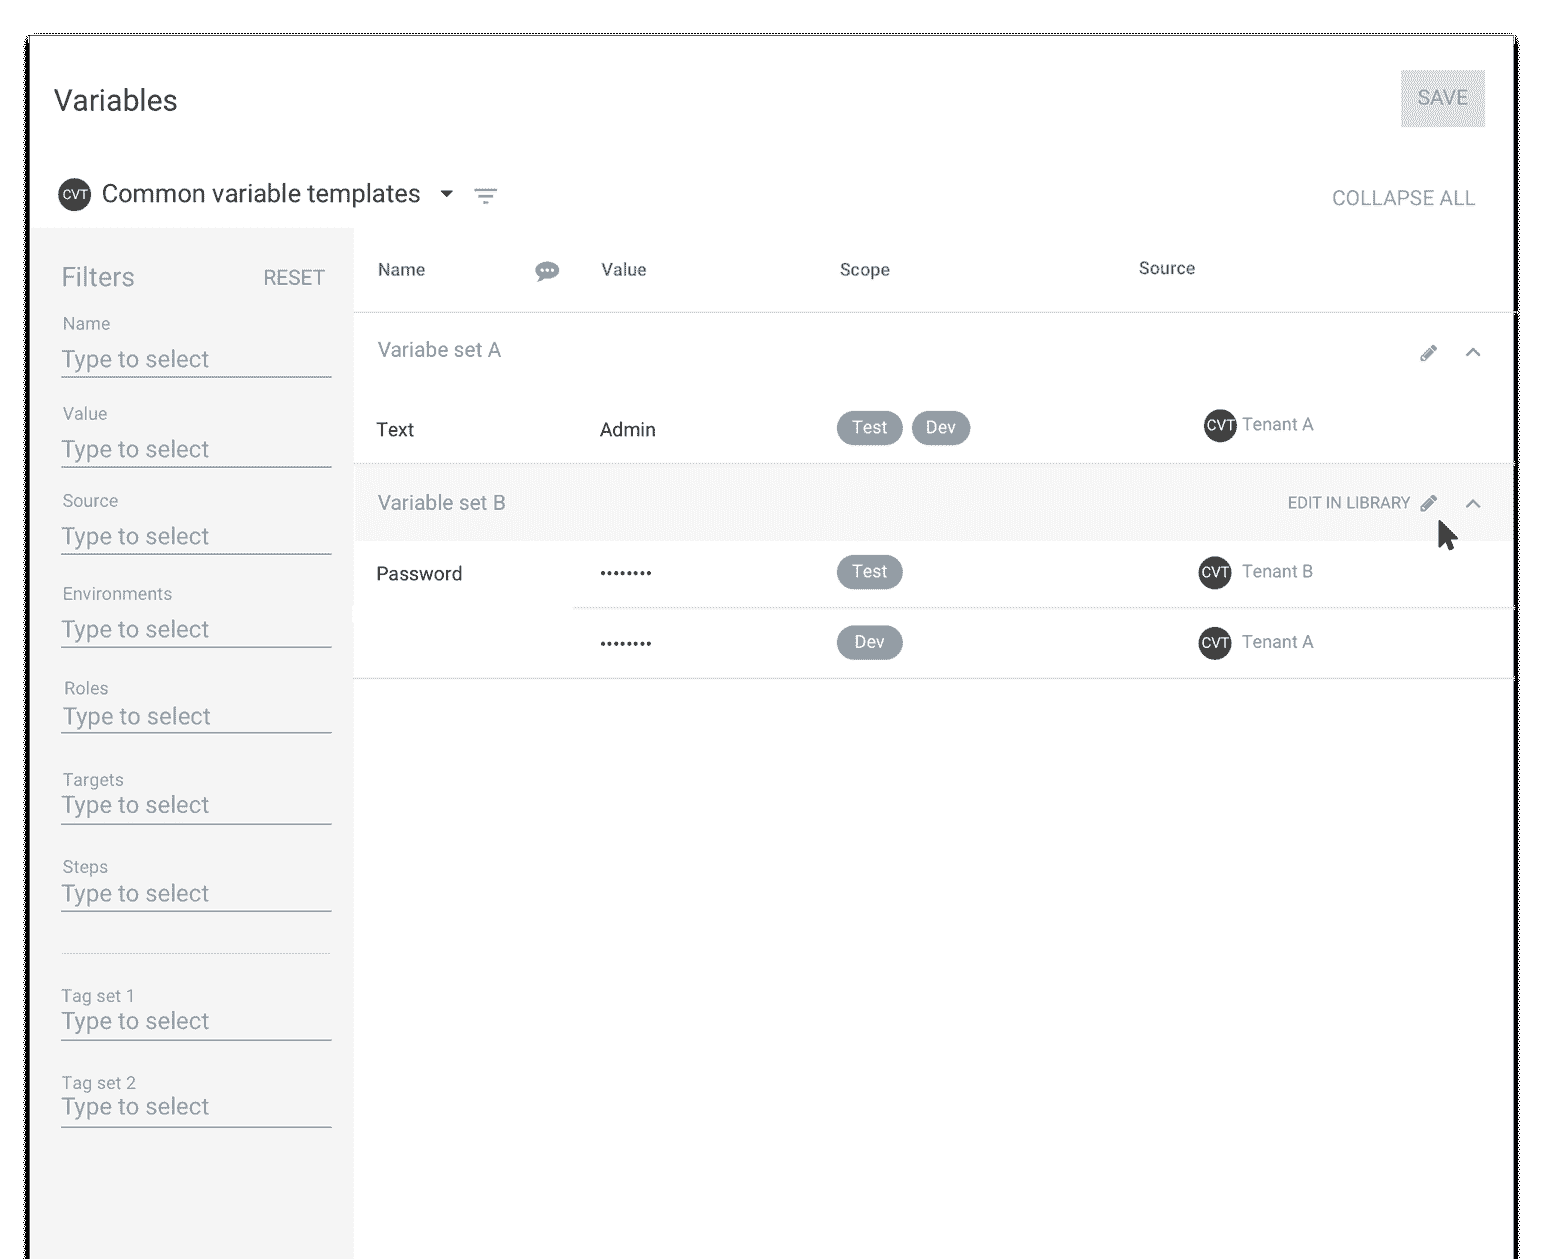 Variables
SAVE
CVT Common variable templates
COLLAPSE ALL
Filters RESET
Name
Type to select
Value
Type to select
Source
Type to select
Environments
Type to select
Roles
Type to select
Targets
Type to select
Steps
Type to select
Tag set 1
Type to select
Tag set 2
Type to select
Name Value Scope Source
Variabe set A
Text Admin Test Dev CVT Tenant A
Variable set B EDIT IN LIBRARY
Password •••••••• Test CVT Tenant B
•••••••• Dev CVT Tenant A